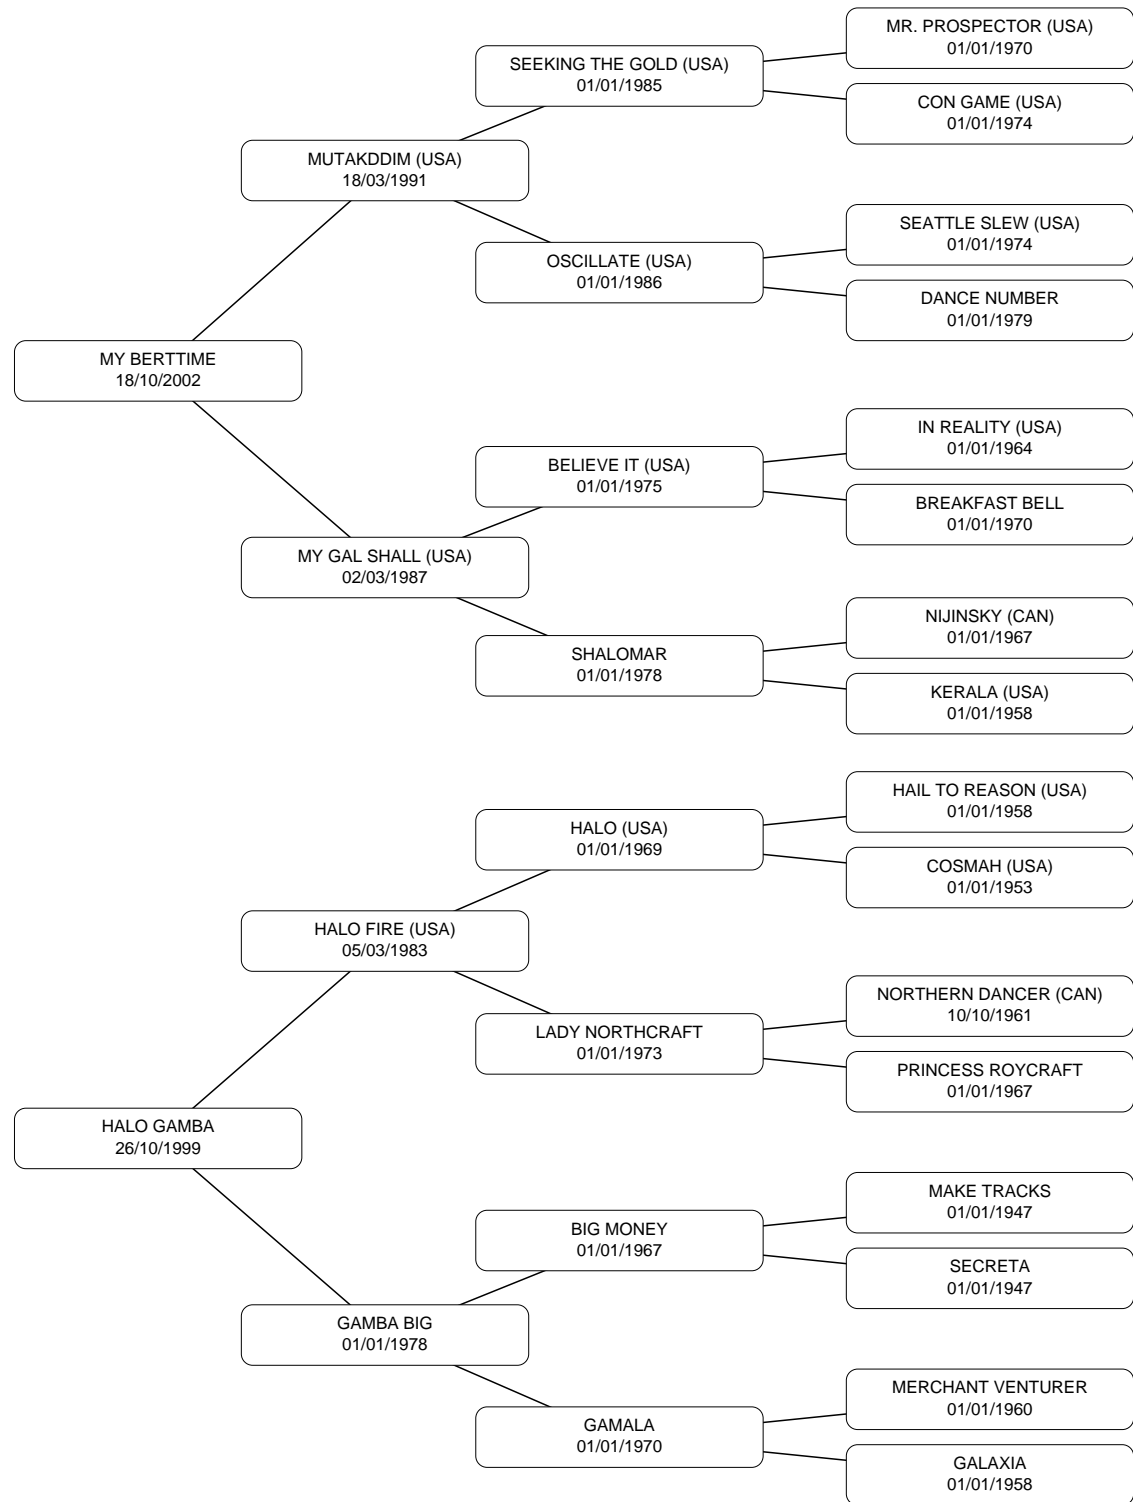 MR. PROSPECTOR (USA)
01/01/1970
SEEKING THE GOLD (USA)
01/01/1985
CON GAME (USA)
01/01/1974
MUTAKDDIM (USA)
18/03/1991
SEATTLE SLEW (USA)
01/01/1974
OSCILLATE (USA)
01/01/1986
DANCE NUMBER
01/01/1979
MY BERTTIME
18/10/2002
IN REALITY (USA)
01/01/1964
BELIEVE IT (USA)
01/01/1975
BREAKFAST BELL
01/01/1970
MY GAL SHALL (USA)
02/03/1987
NIJINSKY (CAN)
01/01/1967
SHALOMAR
01/01/1978
KERALA (USA)
01/01/1958
HAIL TO REASON (USA)
01/01/1958
HALO (USA)
01/01/1969
COSMAH (USA)
01/01/1953
HALO FIRE (USA)
05/03/1983
NORTHERN DANCER (CAN)
10/10/1961
LADY NORTHCRAFT
01/01/1973
PRINCESS ROYCRAFT
01/01/1967
HALO GAMBA
26/10/1999
MAKE TRACKS
01/01/1947
BIG MONEY
01/01/1967
SECRETA
01/01/1947
GAMBA BIG
01/01/1978
MERCHANT VENTURER
01/01/1960
GAMALA
01/01/1970
GALAXIA
01/01/1958